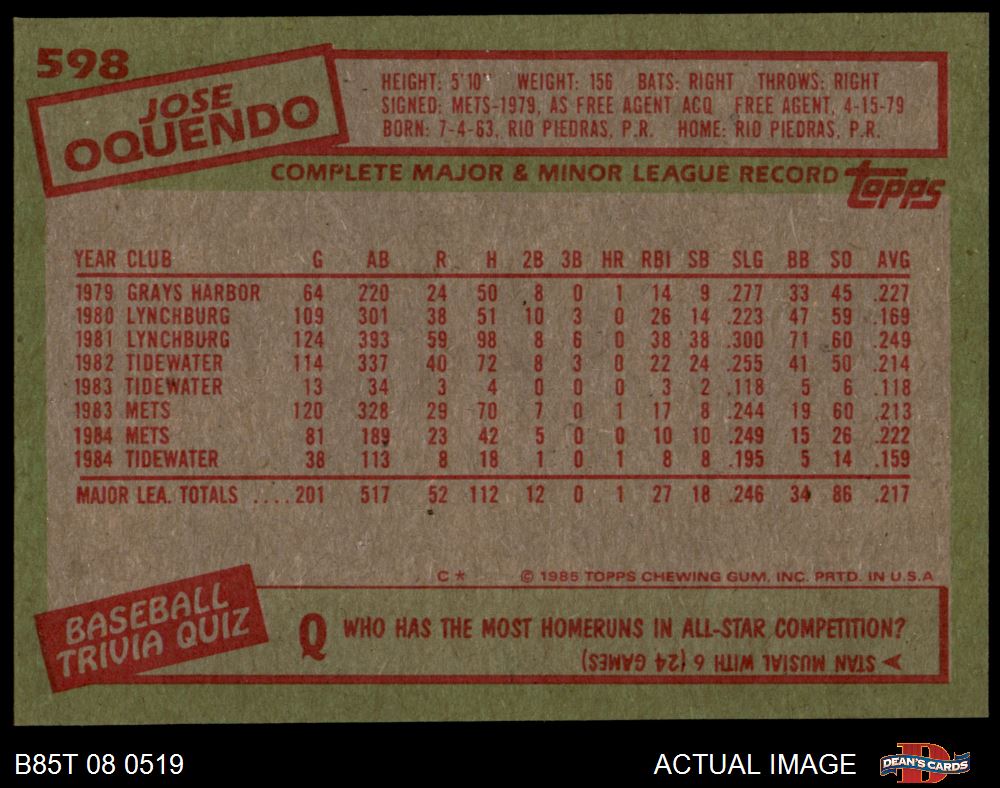 598
JOSE
OQUENDO
HEIGHT: 5'10" WEIGHT: 156 BATS: RIGHT THROWS: RIGHT
SIGNED: METS-1979, AS FREE AGENT ACQ FREE AGENT, 4-15-79
BORN: 7-4-63, RIO PIEDRAS, P.R. HOME: RIO PIEDRAS, P.R.
COMPLETE MAJOR & MINOR LEAGUE RECORD topps
YEAR CLUB G AB R H 2B 3B HR RBI SB SLG BB SO AVG
1979 GRAYS HARBOR 64 220 24 50 8 0 1 14 9 .277 33 45 .227
1980 LYNCHBURG 109 301 38 51 10 3 0 26 14 .223 47 59 .169
1981 LYNCHBURG 124 393 59 98 8 6 0 38 38 .300 71 60 .249
1982 TIDEWATER 114 337 40 72 8 3 0 22 24 .255 41 50 .214
1983 TIDEWATER 13 34 3 4 0 0 0 3 2 .118 5 6 .118
1983 METS 120 328 29 70 7 0 1 17 8 .244 19 60 .213
1984 METS 81 189 23 42 5 0 0 10 10 .249 15 26 .222
1984 TIDEWATER 38 113 8 18 1 0 1 8 8 .195 5 14 .159
MAJOR LEA. TOTALS ....201 517 52 112 12 0 1 27 18 .246 34 86 .217
C* © 1985 TOPPS CHEWING GUM, INC. PRTD. IN U.S.A
BASEBALL
TRIVIA QUIZ
Q WHO HAS THE MOST HOMERUNS IN ALL-STAR COMPETITION?
STAN MUSIAL WITH 6 (24 GAMES)
B85T 08 0519 ACTUAL IMAGE DEAN'S CARDS